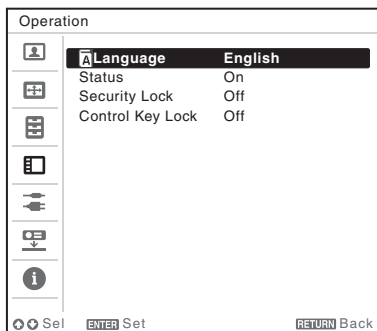 Operation
A Language English
Status On
Security Lock Off
Control Key Lock Off
i
Sel ENTER Set RETURN Back